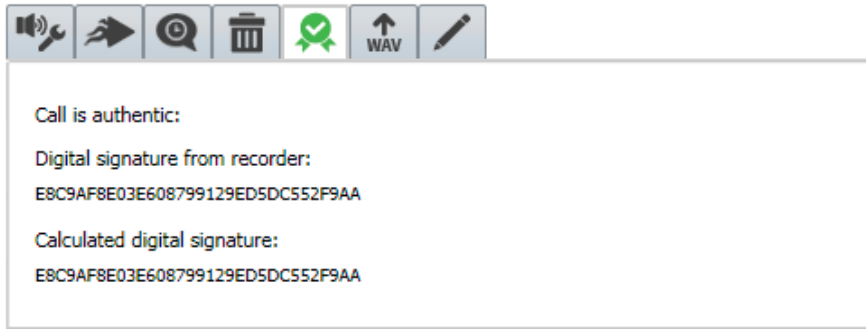 WAV
Call is authentic:
Digital signature from recorder:
E8C9AF8E03E608799129ED5DC552F9AA
Calculated digital signature:
E8C9AF8E03E608799129ED5DC552F9AA